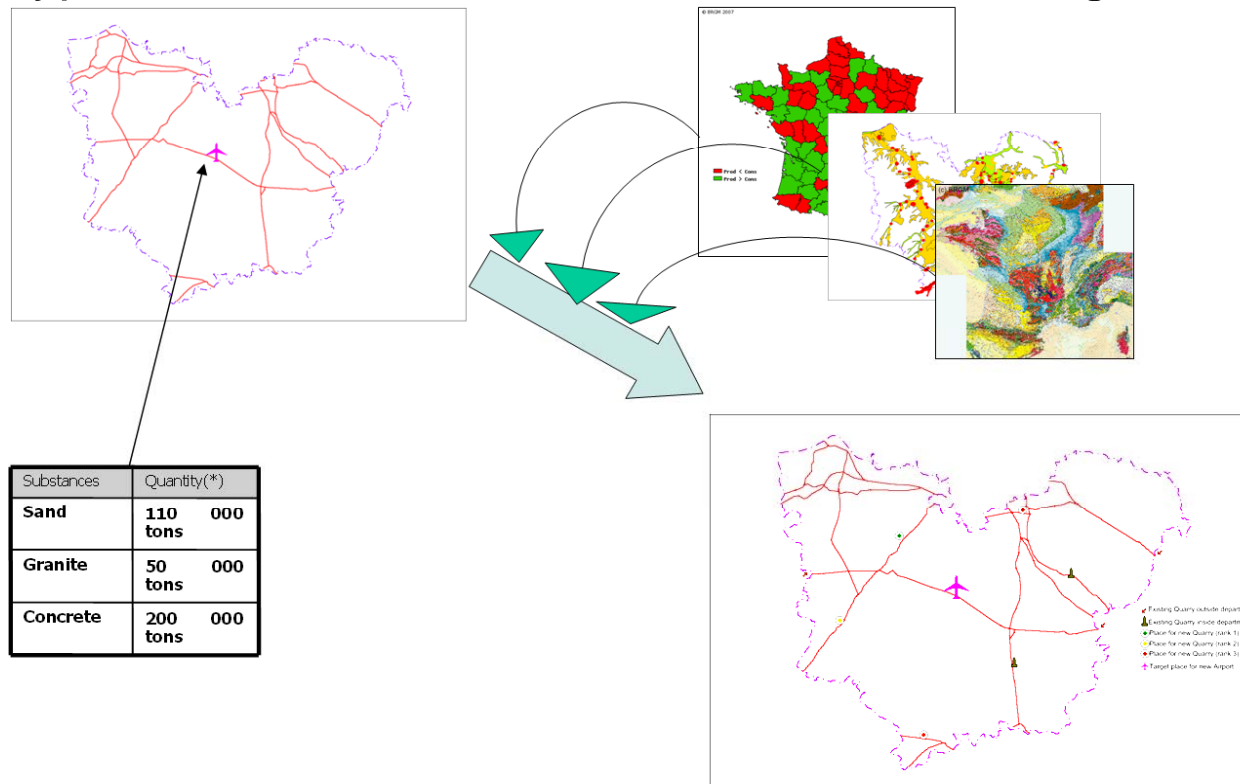 © BRGM 2007
Prod < Cons
Prod > Cons
(c) BRGM
Substances Quantity(*)
Sand 110 000
tons
Granite 50 000
tons
Concrete 200 000
tons
Existing Quarry outside depart
Existing Quarry inside departm
Place for new Quarry (rank 1)
Place for new Quarry (rank 2)
Place for new Quarry (rank 3)
Target place for new Airport